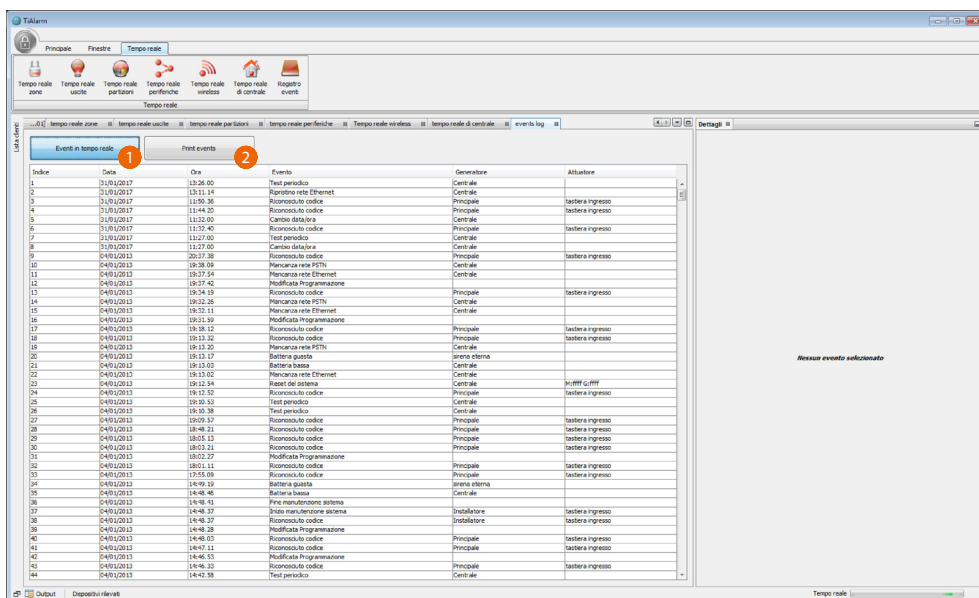 TiAlarm
Principale Finestre Tempo reale
Tempo reale zone Tempo reale uscite Tempo reale partizioni Tempo reale periferiche Tempo reale wireless Tempo reale di centrale Registro eventi
Tempo reale
...01] tempo reale zone tempo reale uscite tempo reale partizioni tempo reale periferiche Tempo reale wireless tempo reale di centrale events log Dettagli
Lista clienti
Eventi in tempo reale 1 Print events 2
Indice Data Ora Evento Generatore Attuatore
1 31/01/2017 13:26.00 Test periodico Centrale
2 31/01/2017 13:11.14 Ripristino rete Ethernet Centrale
3 31/01/2017 11:50.36 Riconosciuto codice Principale tastiera ingresso
4 31/01/2017 11:44.20 Riconosciuto codice Principale tastiera ingresso
5 31/01/2017 11:32.00 Cambio data/ora Centrale
6 31/01/2017 11:32.40 Riconosciuto codice Principale tastiera ingresso
7 31/01/2017 11:27.00 Test periodico Centrale
8 31/01/2017 11:27.00 Cambio data/ora Centrale
9 04/01/2013 20:37.38 Riconosciuto codice Principale tastiera ingresso
10 04/01/2013 19:38.09 Mancanza rete PSTN Centrale
11 04/01/2013 19:37.54 Mancanza rete Ethernet Centrale
12 04/01/2013 19:37.42 Modificata Programmazione
13 04/01/2013 19:34.19 Riconosciuto codice Principale tastiera ingresso
14 04/01/2013 19:32.26 Mancanza rete PSTN Centrale
15 04/01/2013 19:32.11 Mancanza rete Ethernet Centrale
16 04/01/2013 19:31.59 Modificata Programmazione
17 04/01/2013 19:18.12 Riconosciuto codice Principale tastiera ingresso
18 04/01/2013 19:13.32 Riconosciuto codice Principale tastiera ingresso
19 04/01/2013 19:13.20 Mancanza rete PSTN Centrale
20 04/01/2013 19:13.17 Batteria guasta sirena eterna
21 04/01/2013 19:13.03 Batteria bassa Centrale
22 04/01/2013 19:13.02 Mancanza rete Ethernet Centrale
23 04/01/2013 19:12.54 Reset del sistema Centrale M:ffff G:ffff
24 04/01/2013 19:12.52 Riconosciuto codice Principale tastiera ingresso
25 04/01/2013 19:10.53 Test periodico Centrale
26 04/01/2013 19:10.38 Test periodico Centrale
27 04/01/2013 19:09.57 Riconosciuto codice Principale tastiera ingresso
28 04/01/2013 18:48.21 Riconosciuto codice Principale tastiera ingresso
29 04/01/2013 18:05.13 Riconosciuto codice Principale tastiera ingresso
30 04/01/2013 18:03.21 Riconosciuto codice Principale tastiera ingresso
31 04/01/2013 18:02.27 Modificata Programmazione
32 04/01/2013 18:01.11 Riconosciuto codice Principale tastiera ingresso
33 04/01/2013 17:55.09 Riconosciuto codice Principale tastiera ingresso
34 04/01/2013 14:49.19 Batteria guasta sirena eterna
35 04/01/2013 14:48.46 Batteria bassa Centrale
36 04/01/2013 14:48.41 Fine manutenzione sistema
37 04/01/2013 14:48.37 Inizio manutenzione sistema Installatore tastiera ingresso
38 04/01/2013 14:48.37 Riconosciuto codice Installatore tastiera ingresso
39 04/01/2013 14:48.28 Modificata Programmazione
40 04/01/2013 14:48.03 Riconosciuto codice Principale tastiera ingresso
41 04/01/2013 14:47.11 Riconosciuto codice Principale tastiera ingresso
42 04/01/2013 14:46.53 Modificata Programmazione
43 04/01/2013 14:46.33 Riconosciuto codice Principale tastiera ingresso
44 04/01/2013 14:42.58 Test periodico Centrale
Nessun evento selezionato
Output Dispositivi rilevati Tempo reale